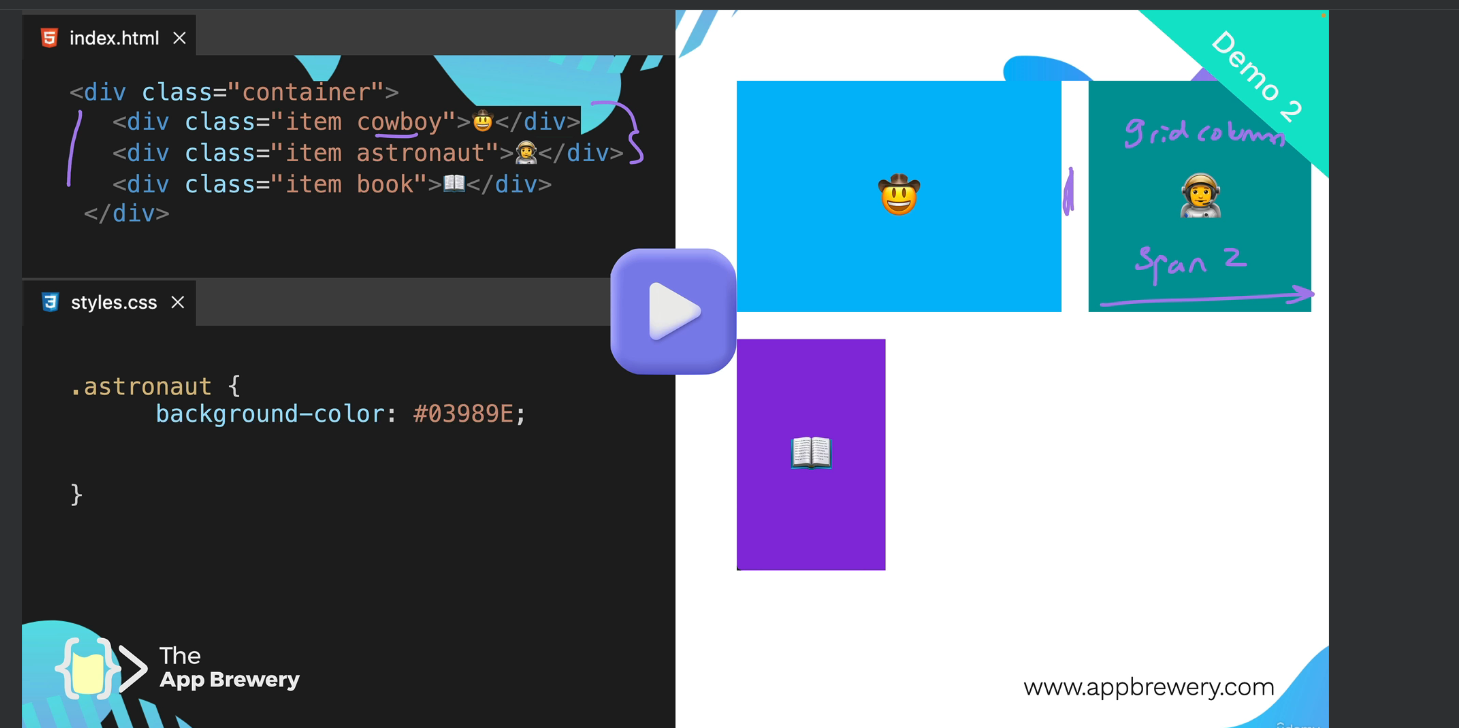 index.html
<div class="container">
<div class="item cowboy">🤠</div>
<div class="item astronaut">👩‍🚀</div>
<div class="item book">📖</div>
</div>
styles.css
.astronaut {
background-color: #03989E;
}
The
App Brewery
Demo 2
grid column
span 2
www.appbrewery.com
Udemy